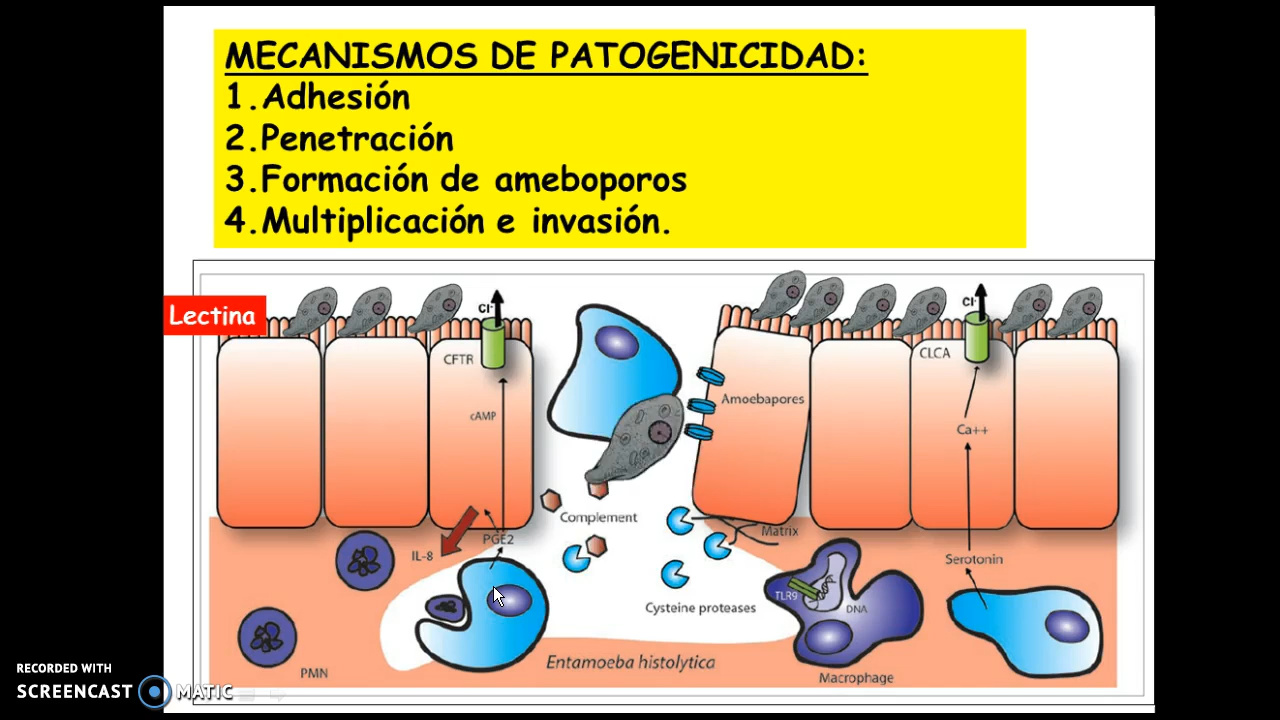 MECANISMOS DE PATOGENICIDAD:
1.Adhesión
2.Penetración
3.Formación de ameboporos
4.Multiplicación e invasión.
Lectina
Cl-
Cl-
CFTR
CLCA
Amoebapores
cAMP
Ca++
Complement
Matrix
PGE2
IL-8
Serotonin
TLR9
DNA
Cysteine proteases
Entamoeba histolytica
PMN
Macrophage
RECORDED WITH
SCREENCAST MATIC